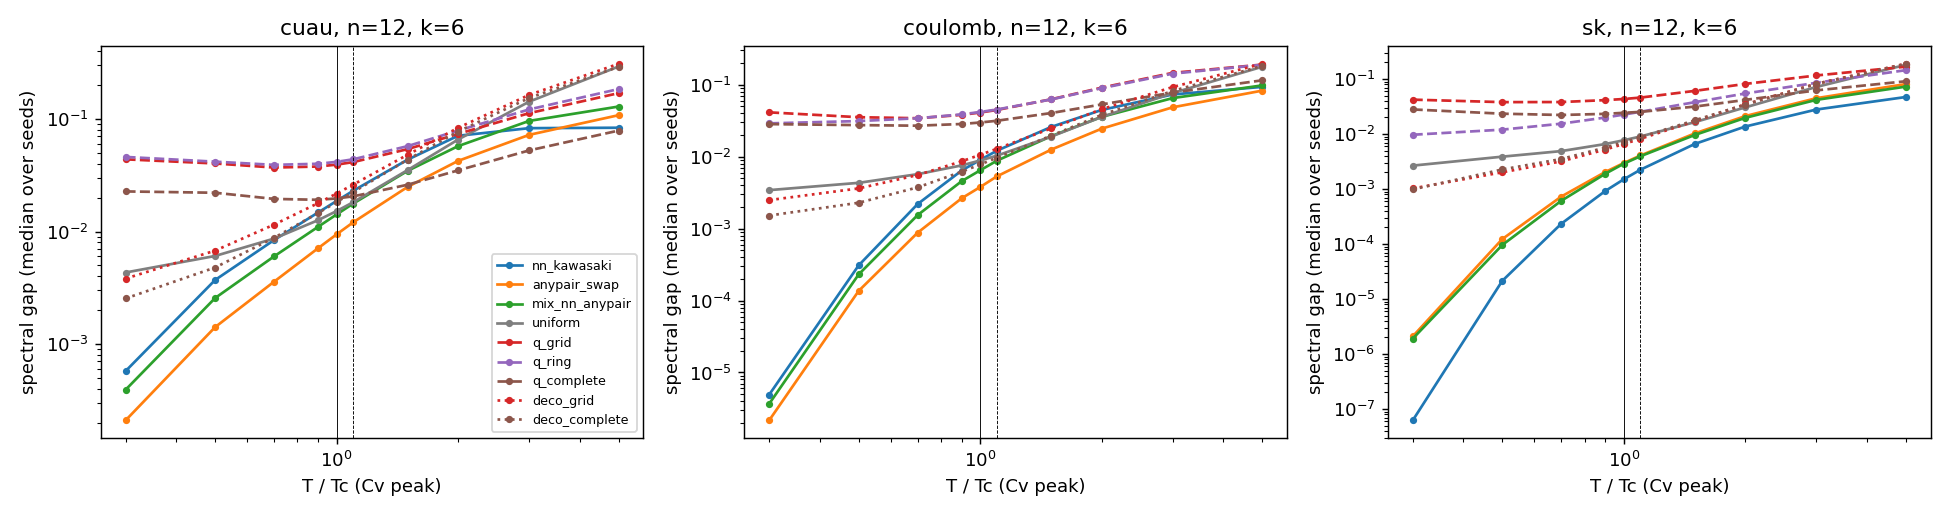 cuau, n=12, k=6
spectral gap (median over seeds)
10⁻¹
10⁻²
10⁻³
10⁰
T / Tc (Cv peak)
nn_kawasaki
anypair_swap
mix_nn_anypair
uniform
q_grid
q_ring
q_complete
deco_grid
deco_complete
coulomb, n=12, k=6
spectral gap (median over seeds)
10⁻¹
10⁻²
10⁻³
10⁻⁴
10⁻⁵
10⁰
T / Tc (Cv peak)
sk, n=12, k=6
spectral gap (median over seeds)
10⁻¹
10⁻²
10⁻³
10⁻⁴
10⁻⁵
10⁻⁶
10⁻⁷
10⁰
T / Tc (Cv peak)